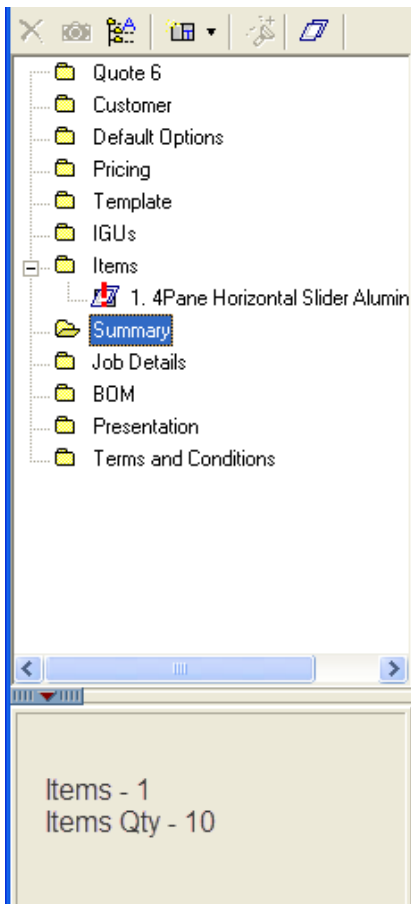 Quote 6
Customer
Default Options
Pricing
Template
IGUs
Items
1. 4Pane Horizontal Slider Alumin
Summary
Job Details
BOM
Presentation
Terms and Conditions
Items - 1
Items Qty - 10